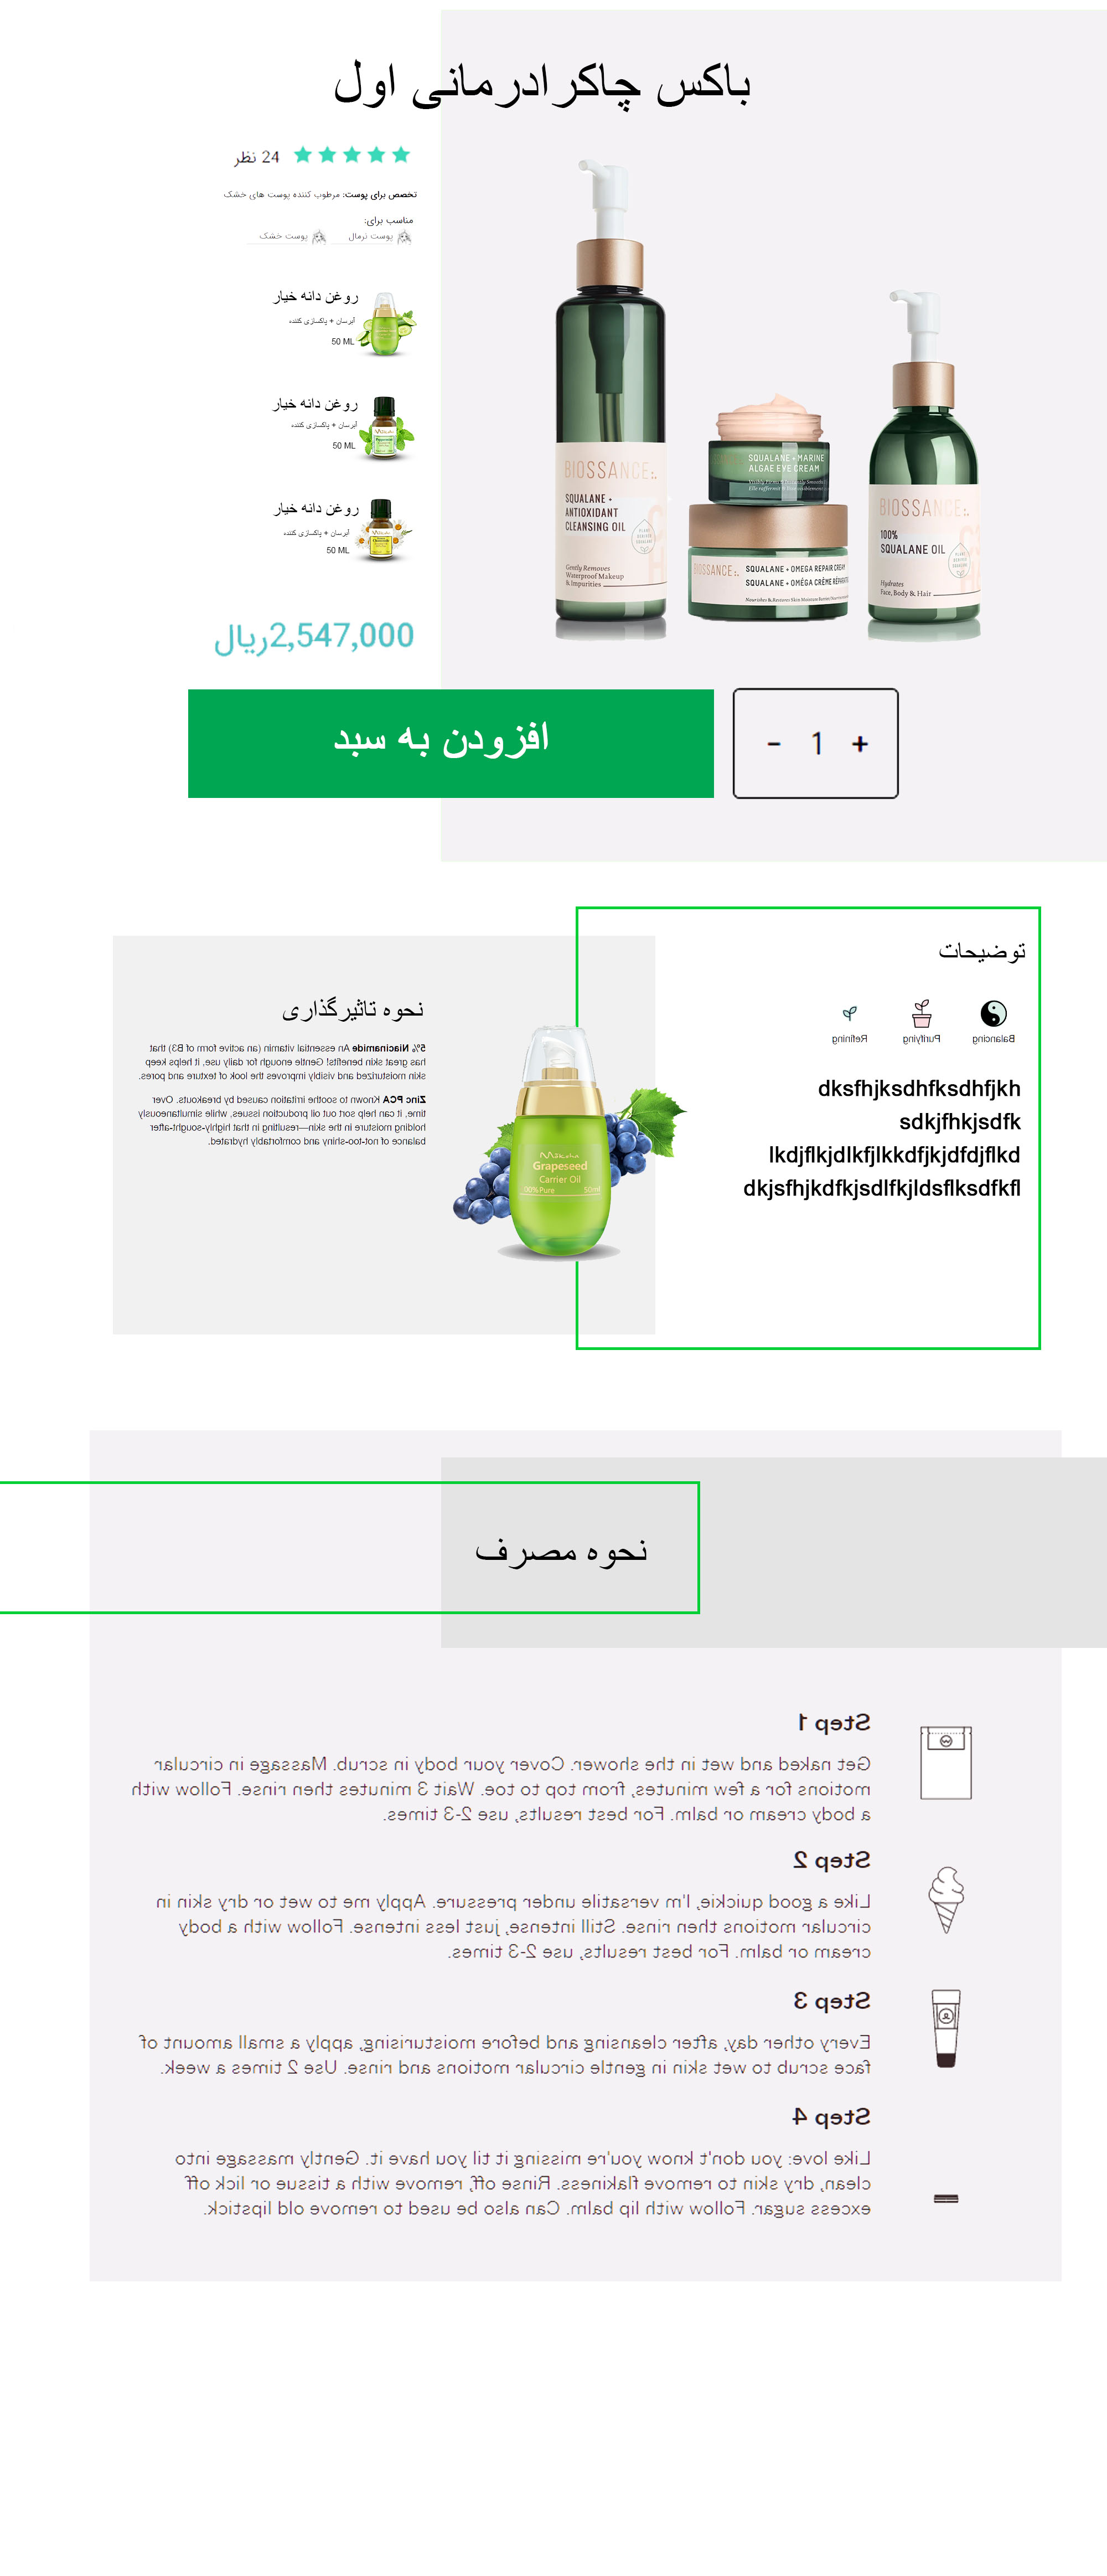 باکس چاکرادرمانی اول
24 نظر
تخصص برای پوست: مرطوب کننده پوست های خشک
مناسب برای:
پوست نرمال
پوست خشک
روغن دانه خیار
آبرسان + پاکسازی کننده
50 ML
روغن دانه خیار
آبرسان + پاکسازی کننده
50 ML
روغن دانه خیار
آبرسان + پاکسازی کننده
50 ML
2,547,000ریال
BIOSSANCE
SQUALANE +
ANTIOXIDANT
CLEANSING OIL
Gently Removes
Waterproof Makeup
& Impurities
SQUALANE + MARINE
ALGAE EYE CREAM
BIOSSANCE
SQUALANE + OMEGA REPAIR CREAM
SQUALANE + OMÉGA CRÈME
BIOSSANCE
100%
SQUALANE OIL
Hydrates
Face, Body & Hair
افزودن به سبد
- 1 +
توضیحات
Balancing
Purifying
Refining
dksfhjksdhfksdhfjkh
sdkjfhkjsdfk
lkdjflkjdlkfjlkkdfjkjdfdjflkd
dkjsfhjkdfkjsdlfkjldsflksdfkfl
نحوه تاثیرگذاری
5% Niacinamide An essential vitamin (an active form of B3) that
has great skin benefits! Gentle enough for daily use, it helps keep
skin moisturized and visibly improves the look of texture and pores.
Zinc PCA Known to soothe irritation caused by breakouts. Over
time, it can help sort out oil production issues, while simultaneously
holding moisture in the skin—resulting in that highly-sought-after
balance of not-too-shiny and comfortably hydrated.
Grapeseed
Carrier Oil
00% Pure 50ml
نحوه مصرف
Step 1
Get naked and wet in the shower. Cover your body in scrub. Massage in circular
motions for a few minutes, from top to toe. Wait 3 minutes then rinse. Follow with
a body cream or balm. For best results, use 2-3 times.
Step 2
Like a good quickie, I'm versatile under pressure. Apply me to wet or dry skin in
circular motions then rinse. Still intense, just less intense. Follow with a body
cream or balm. For best results, use 2-3 times.
Step 3
Every other day, after cleansing and before moisturising, apply a small amount of
face scrub to wet skin in gentle circular motions and rinse. Use 2 times a week.
Step 4
Like love: you don't know you're missing it til you have it. Gently massage into
clean, dry skin to remove flakiness. Rinse off, remove with a tissue or lick off
excess sugar. Follow with lip balm. Can also be used to remove old lipstick.